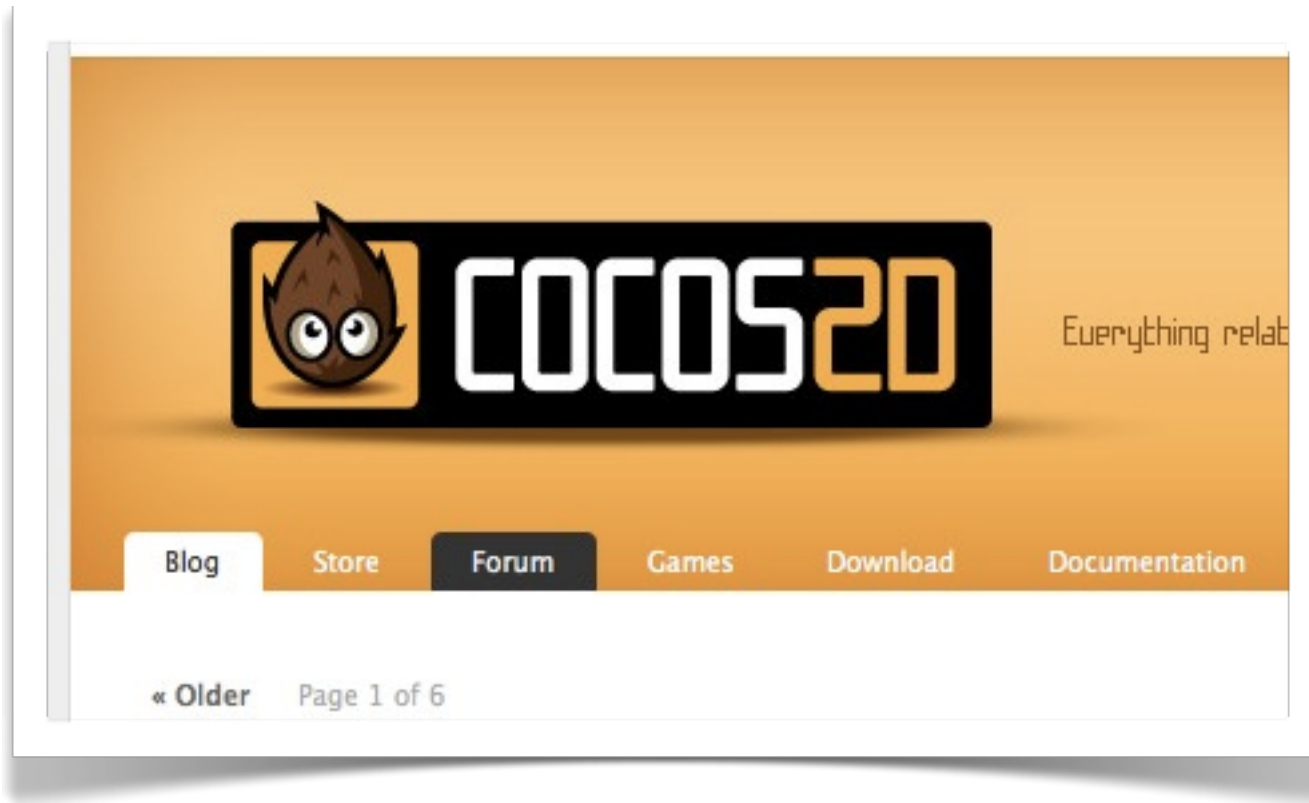 COCOS2D
Everything relat
Blog Store Forum Games Download Documentation
« Older Page 1 of 6